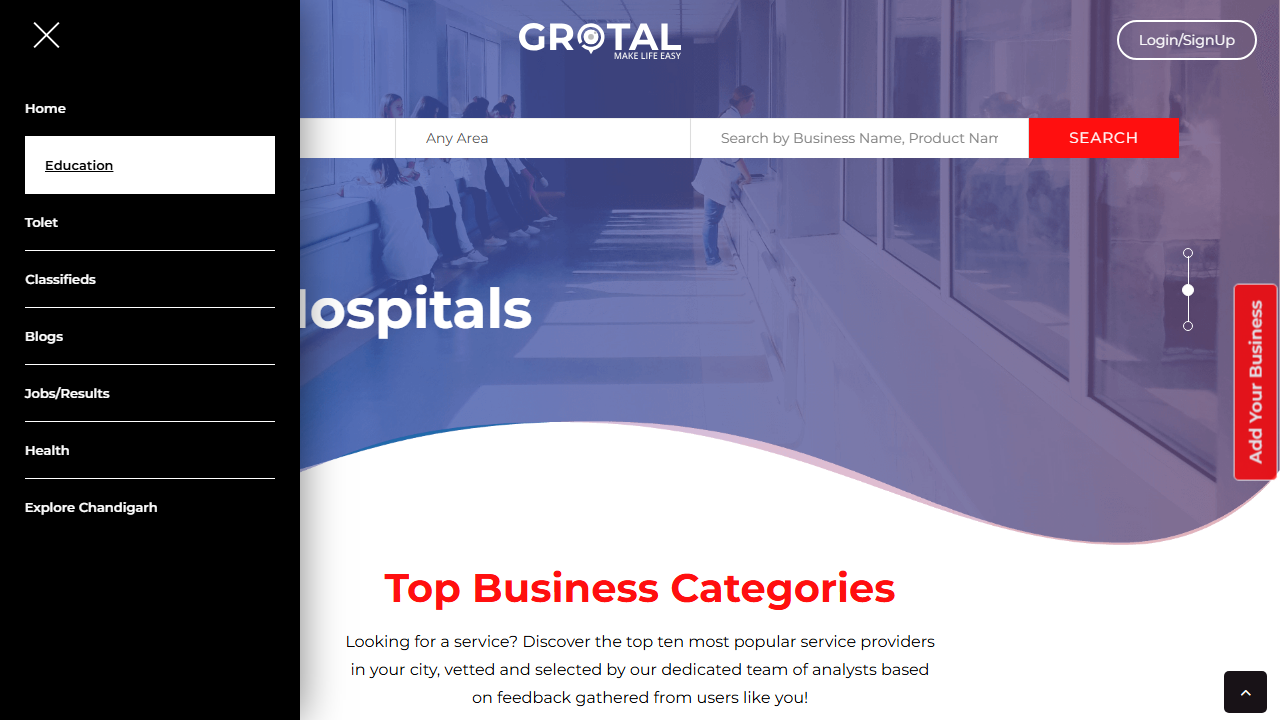 GROTAL
MAKE LIFE EASY
Login/SignUp
Home
Education
Tolet
Classifieds
Blogs
Jobs/Results
Health
Explore Chandigarh
Any Area
Search by Business Name, Product Nam
SEARCH
Hospitals
Add Your Business
Top Business Categories
Looking for a service? Discover the top ten most popular service providers
in your city, vetted and selected by our dedicated team of analysts based
on feedback gathered from users like you!